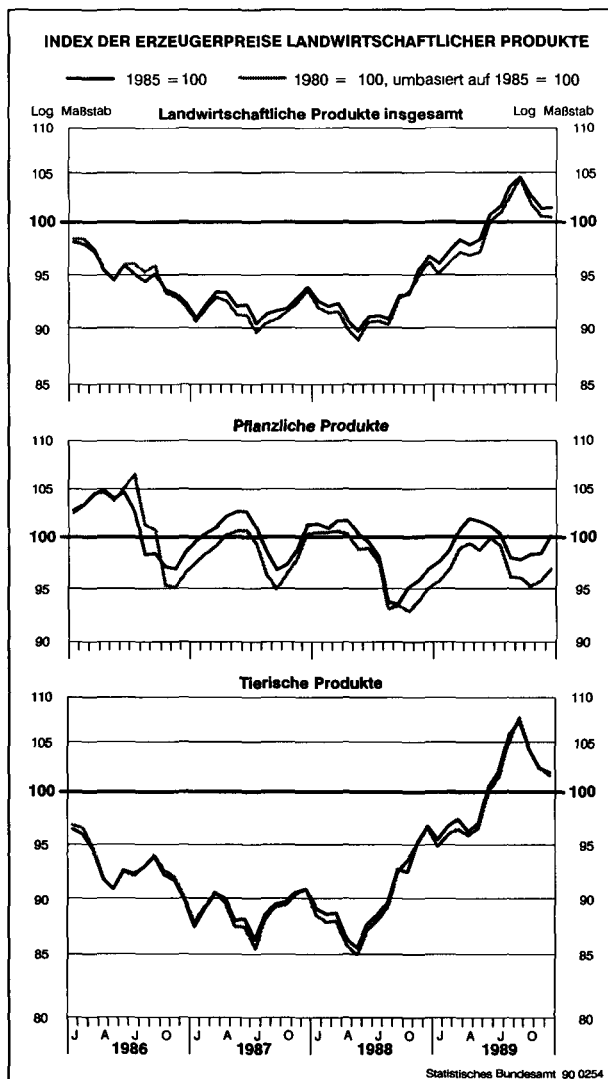 INDEX DER ERZEUGERPREISE LANDWIRTSCHAFTLICHER PRODUKTE
1985 = 100 1980 = 100, umbasiert auf 1985 = 100
Log Maßstab Landwirtschaftliche Produkte insgesamt Log Maßstab
110 110
105 105
100 100
95 95
90 90
85 85
Pflanzliche Produkte
110 110
105 105
100 100
95 95
90 90
Tierische Produkte
110 110
105 105
100 100
95 95
90 90
85 85
80 80
J A J O J A J O J A J O J A J O
1986 1987 1988 1989
Statistisches Bundesamt 90 0254